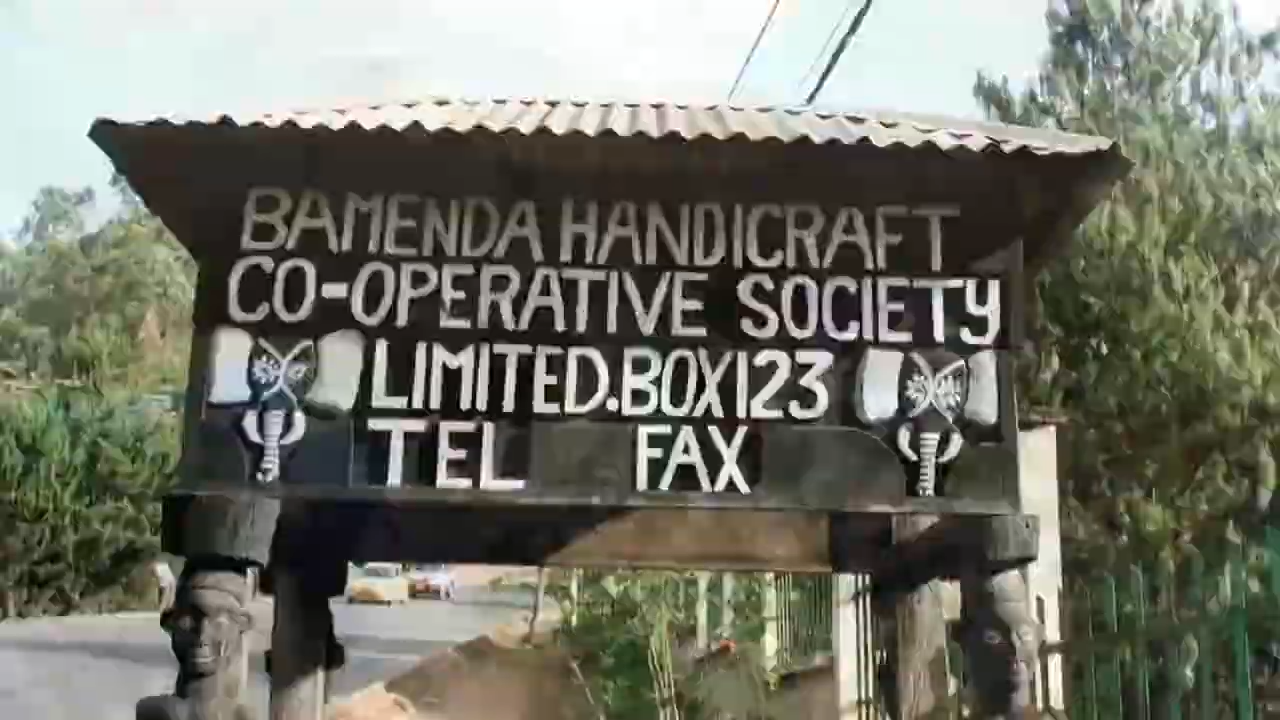 BAMENDA HANDICRAFT
CO-OPERATIVE SOCIETY
LIMITED.BOX123
TEL FAX